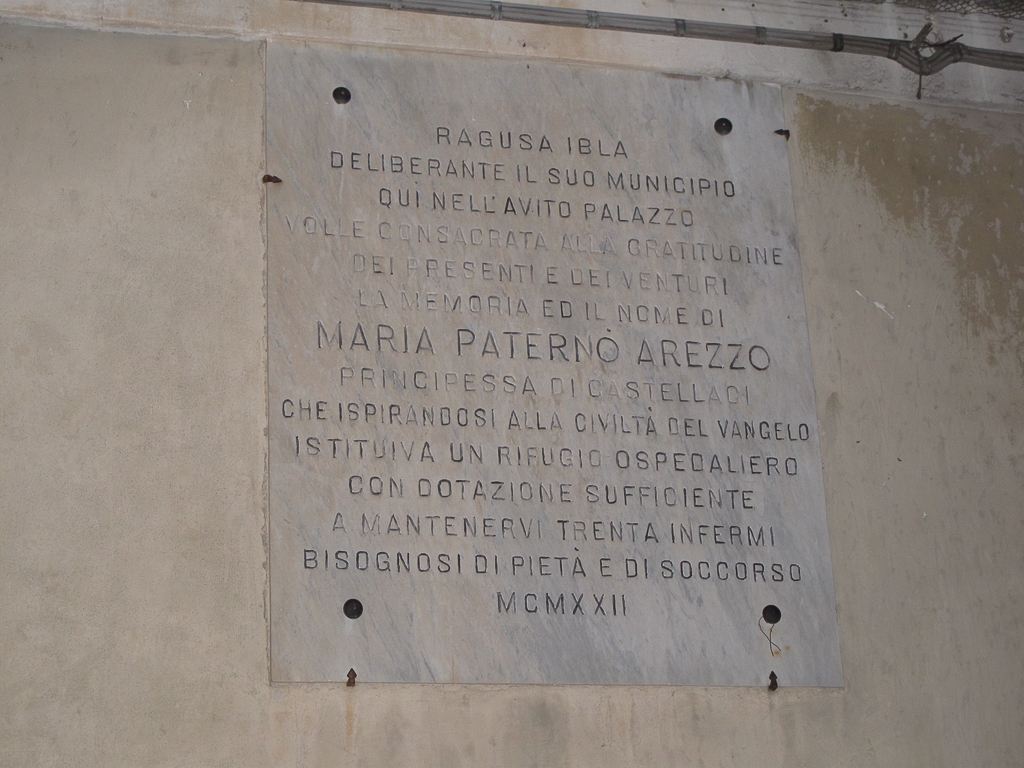 RAGUSA IBLA
DELIBERANTE IL SUO MUNICIPIO
QUI NELL'AVITO PALAZZO
VOLLE CONSACRATA ALLA GRATITUDINE
DEI PRESENTI E DEI VENTURI
LA MEMORIA ED IL NOME DI
MARIA PATERNÒ AREZZO
PRINCIPESSA DI CASTELLACI
CHE ISPIRANDOSI ALLA CIVILTÀ DEL VANGELO
ISTITUIVA UN RIFUGIO OSPEDALIERO
CON DOTAZIONE SUFFICIENTE
A MANTENERVI TRENTA INFERMI
BISOGNOSI DI PIETÀ E DI SOCCORSO
MCMXXII